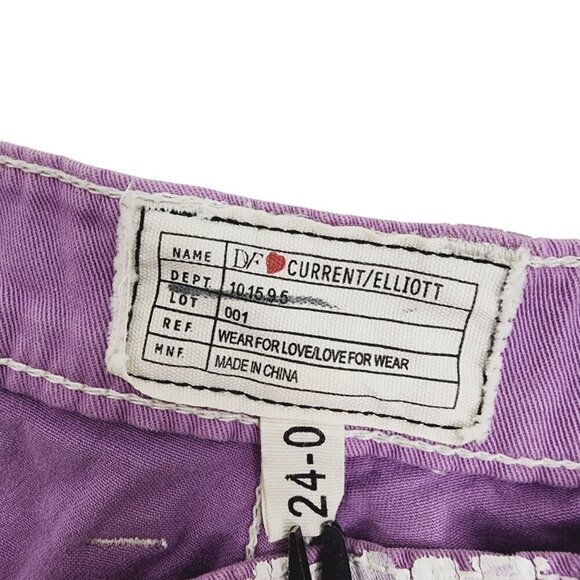 NAME DVF ❤ CURRENT/ELLIOTT
DEPT 10.15.9.5
LOT 001
REF. WEAR FOR LOVE/LOVE FOR WEAR
MNF. MADE IN CHINA
24-0